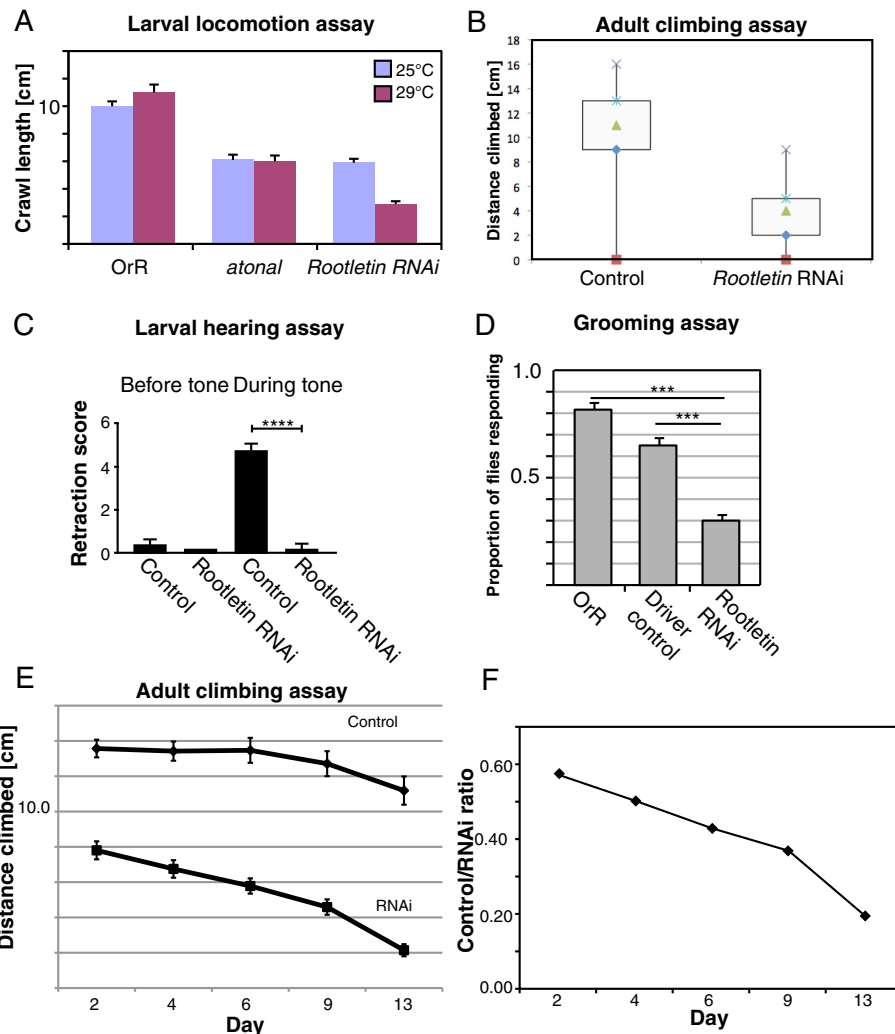 A
Larval locomotion assay
Crawl length [cm]
10
25°C
29°C
OrR
atonal
Rootletin RNAi
B
Adult climbing assay
Distance climbed [cm]
18
16
14
12
10
8
6
4
2
0
Control
Rootletin RNAi
C
Larval hearing assay
Before tone During tone
Retraction score
6
4
2
0
****
Control
Rootletin RNAi
Control
Rootletin RNAi
D
Grooming assay
Proportion of flies responding
1.0
0.5
***
***
OrR
Driver control
Rootletin RNAi
E
Adult climbing assay
Distance climbed [cm]
10.0
Control
RNAi
2 4 6 9 13
Day
F
Control/RNAi ratio
0.60
0.40
0.20
0.00
2 4 6 9 13
Day